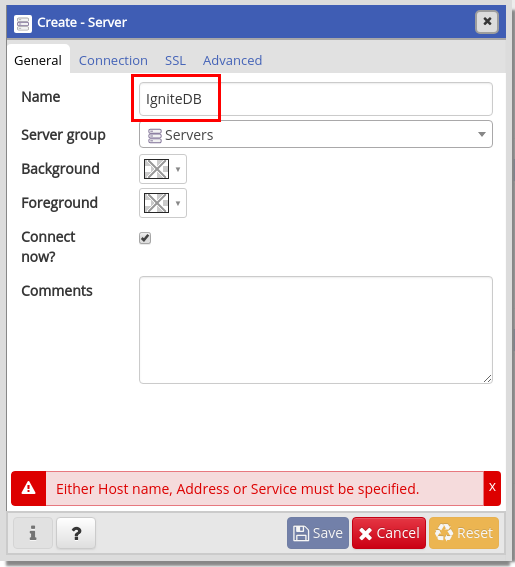 Create - Server
General Connection SSL Advanced
Name IgniteDB
Server group Servers
Background
Foreground
Connect
now?
Comments
Either Host name, Address or Service must be specified. x
i ? Save Cancel Reset